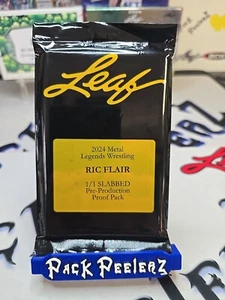 Leaf
2024 Metal
Legends Wrestling
RIC FLAIR
1/1 SLABBED
Pre-Production
Proof Pack
PACK PEELERZ